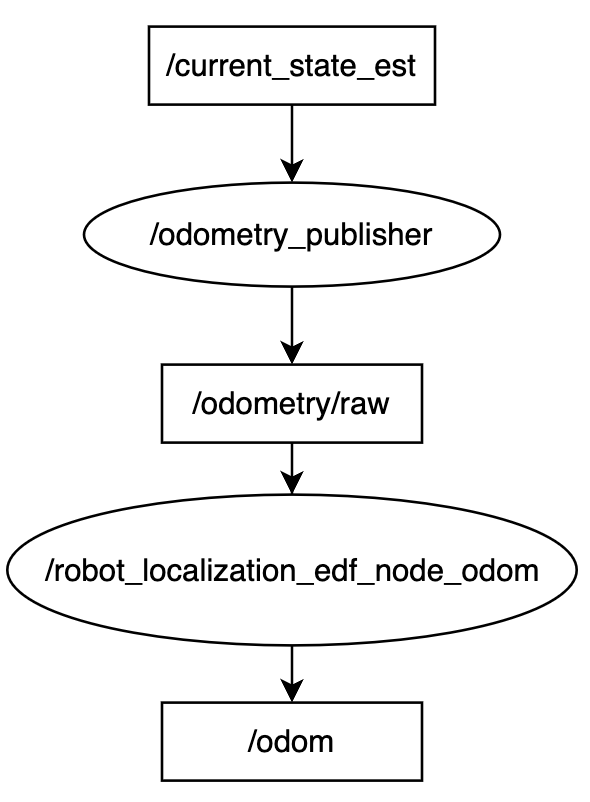 /current_state_est
/odometry_publisher
/odometry/raw
/robot_localization_edf_node_odom
/odom